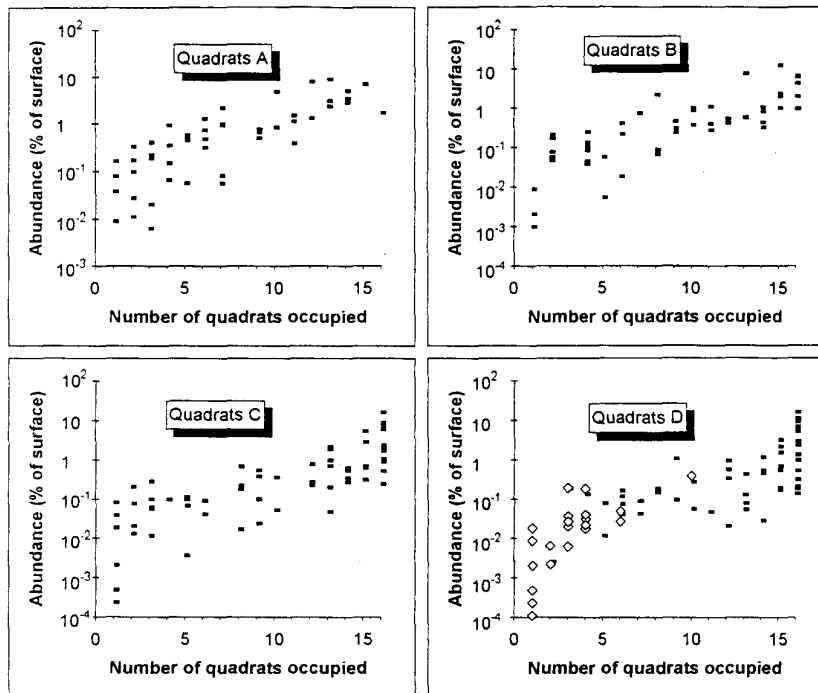 Quadrats A
Abundance (% of surface)
10²
10
1
10⁻¹
10⁻²
10⁻³
0 5 10 15
Number of quadrats occupied
Quadrats B
Abundance (% of surface)
10²
10
1
10⁻¹
10⁻²
10⁻³
10⁻⁴
0 5 10 15
Number of quadrats occupied
Quadrats C
Abundance (% of surface)
10²
10
1
10⁻¹
10⁻²
10⁻³
10⁻⁴
0 5 10 15
Number of quadrats occupied
Quadrats D
Abundance (% of surface)
10²
10
1
10⁻¹
10⁻²
10⁻³
10⁻⁴
0 5 10 15
Number of quadrats occupied